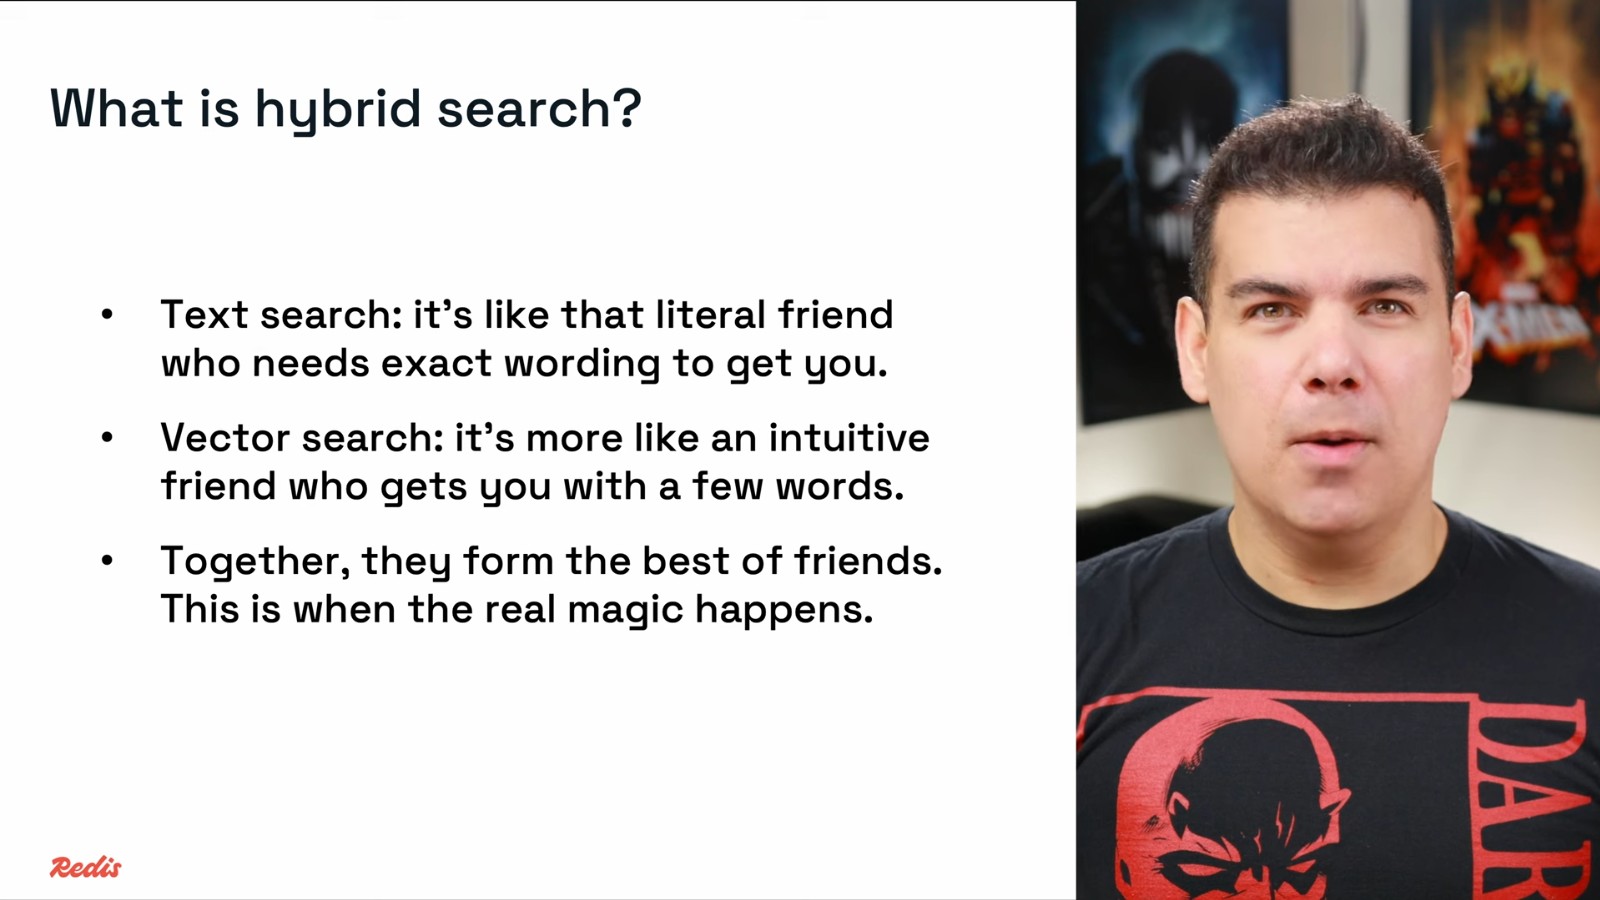 What is hybrid search?
• Text search: it's like that literal friend
who needs exact wording to get you.
• Vector search: it's more like an intuitive
friend who gets you with a few words.
• Together, they form the best of friends.
This is when the real magic happens.
Redis
X-MEN
DAR